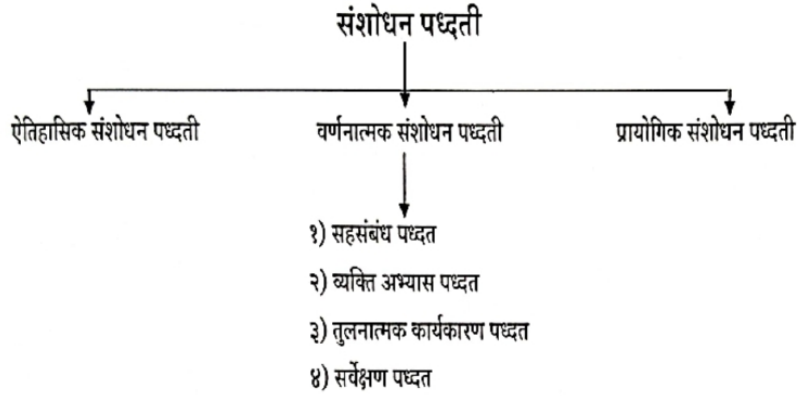 संशोधन पध्दती
ऐतिहासिक संशोधन पध्दती वर्णनात्मक संशोधन पध्दती प्रायोगिक संशोधन पध्दती
१) सहसंबंध पध्दत
२) व्यक्ति अभ्यास पध्दत
३) तुलनात्मक कार्यकारण पध्दत
४) सर्वेक्षण पध्दत